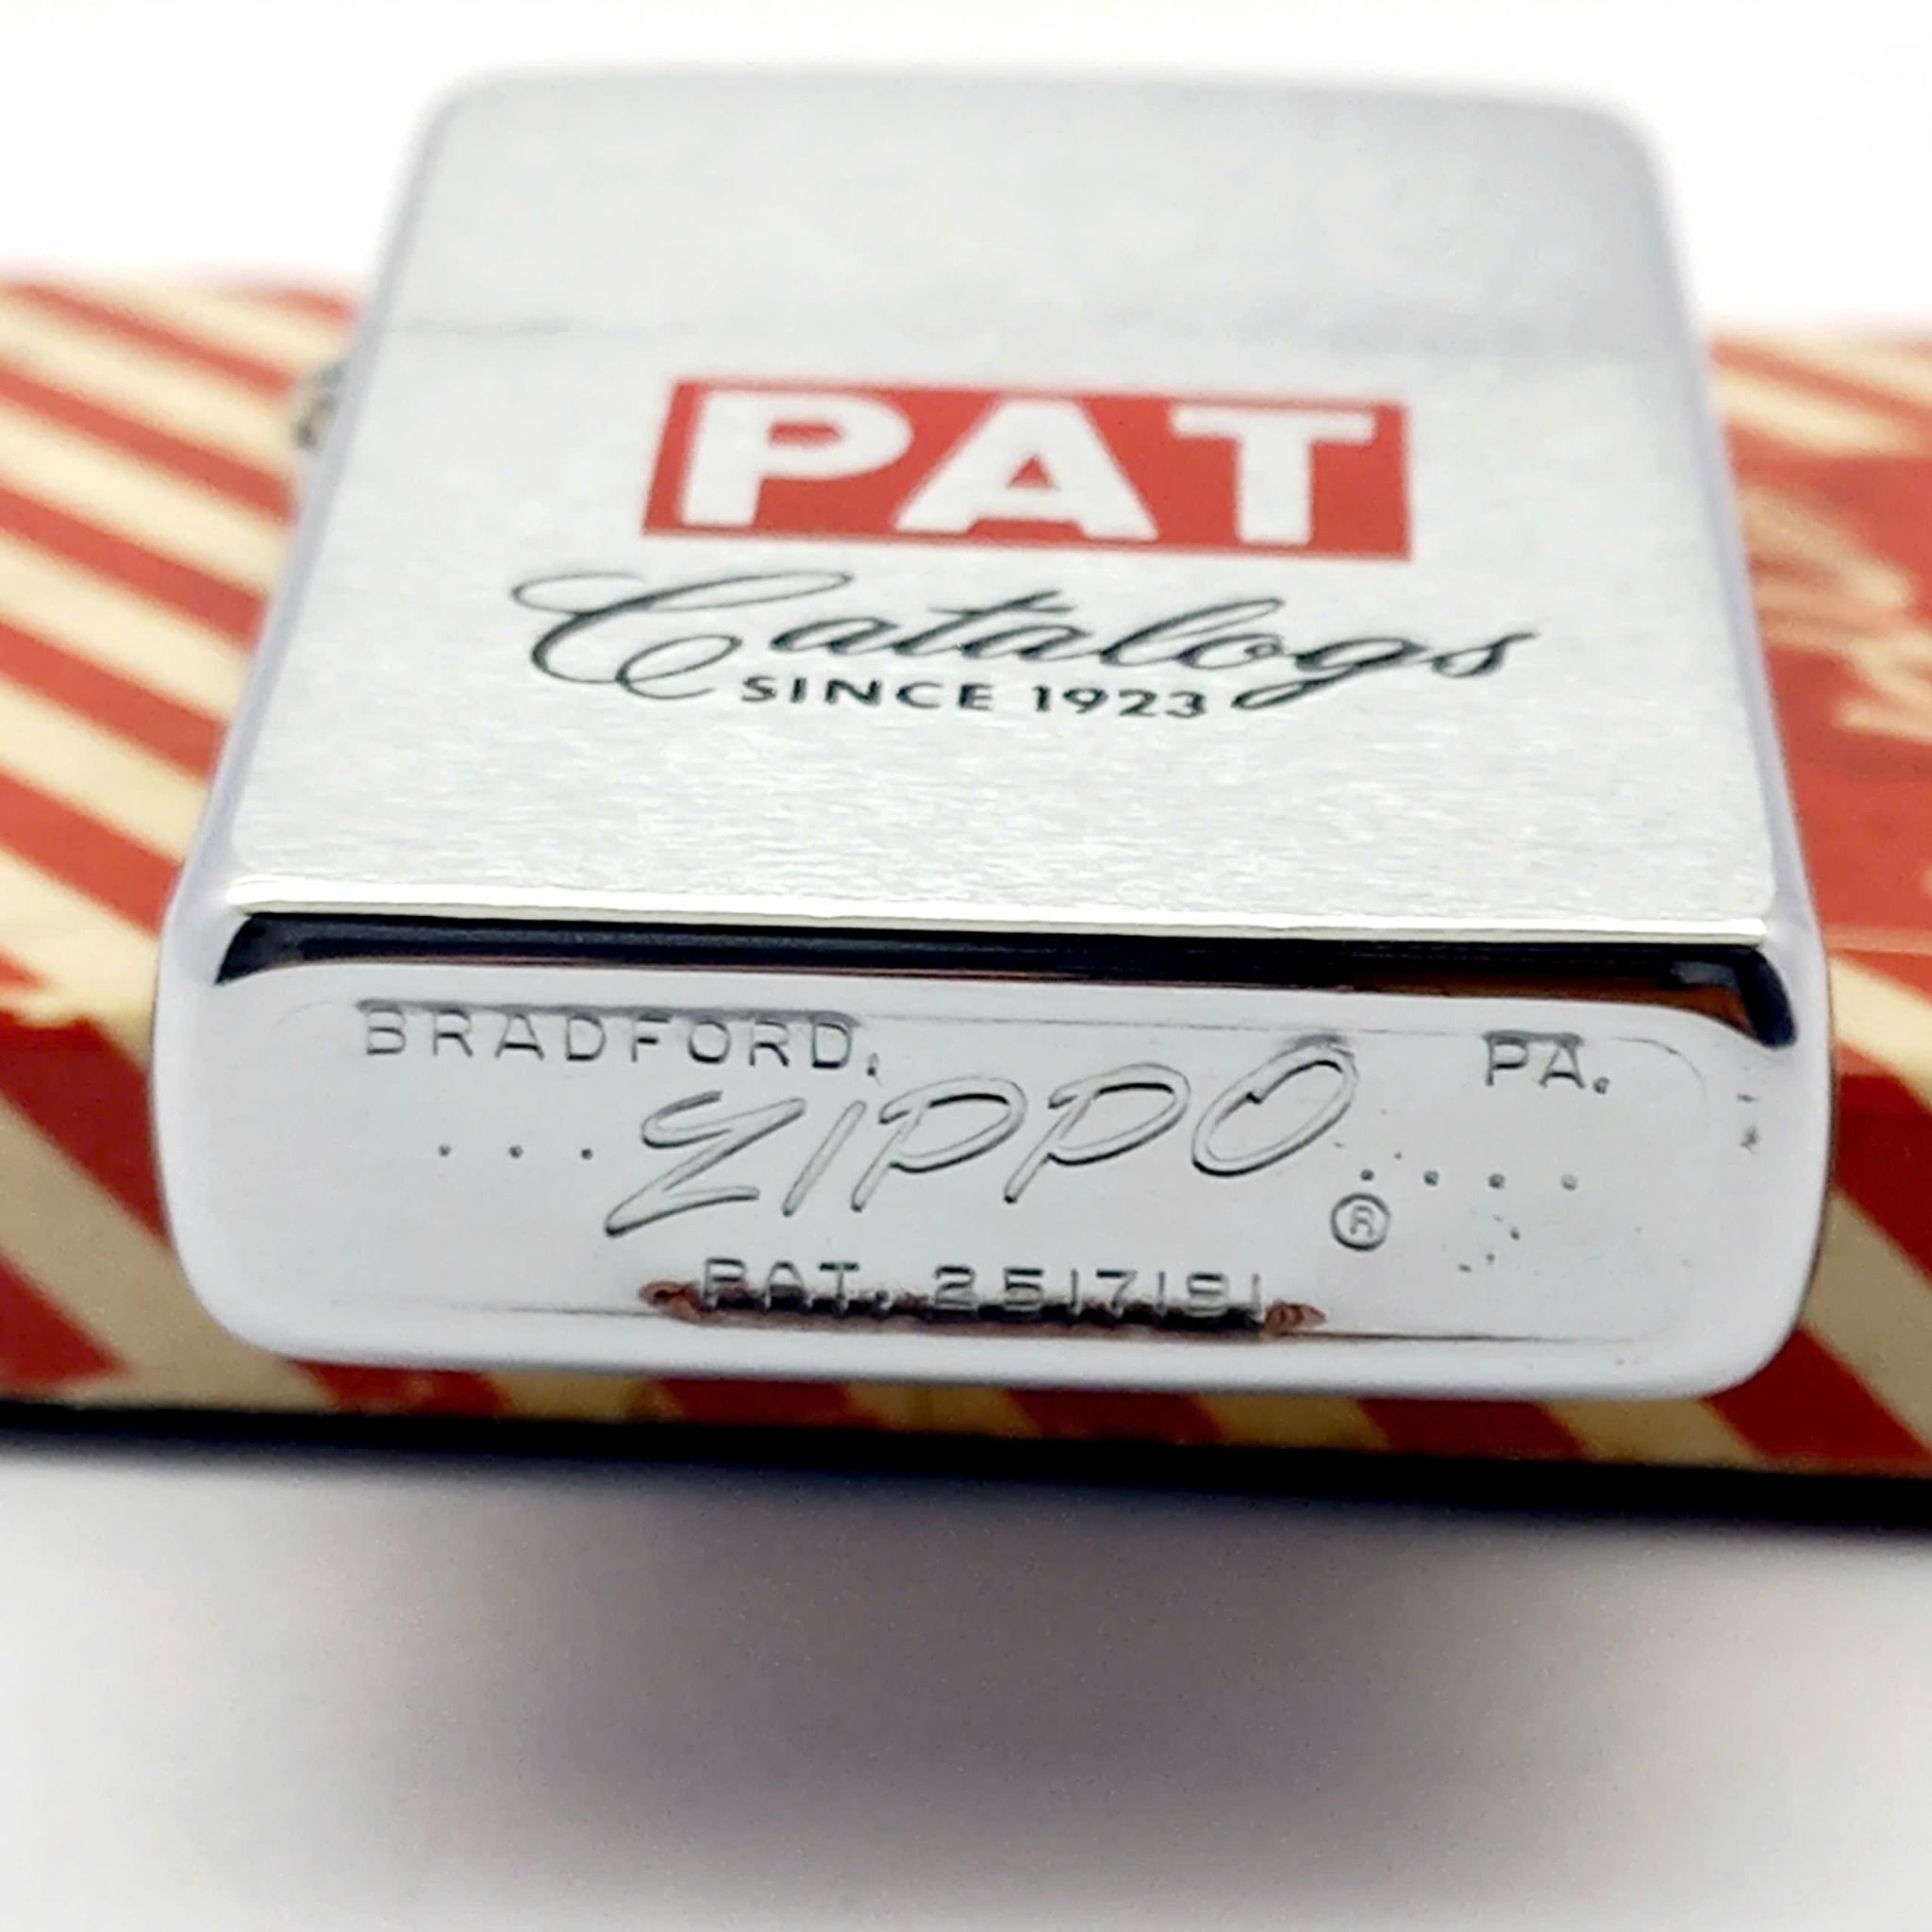 PAT
Catalogs
SINCE 1923
BRADFORD, PA.
... ZIPPO ....
®
PAT. 2517191